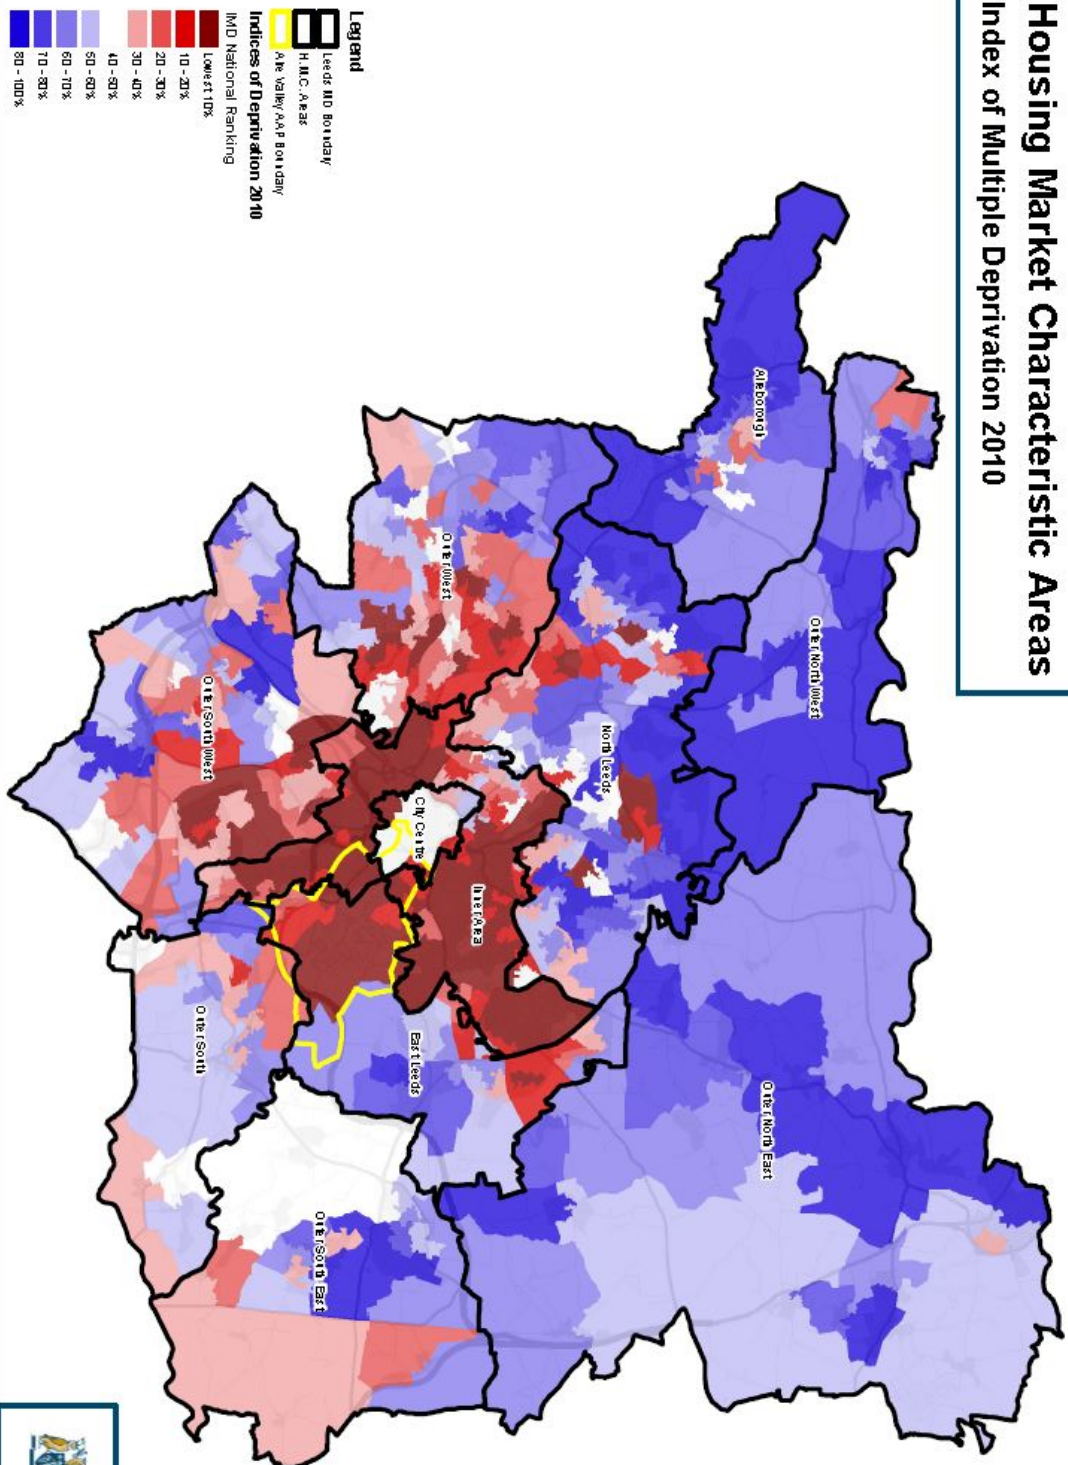 Housing Market Characteristic Areas
Index of Multiple Deprivation 2010
Aireborough
Outer North West
Outer West
North Leeds
Outer South West
City Centre
Inner Area
Outer North East
East Leeds
Outer South
Outer South East
Legend
Leeds MD Boundary
H.M.C. Areas
Aire Valley AAP Boundary
Indices of Deprivation 2010
IMD National Ranking
Lowest 10%
10 - 20%
20 - 30%
30 - 40%
40 - 50%
50 - 60%
60 - 70%
70 - 80%
80 - 100%